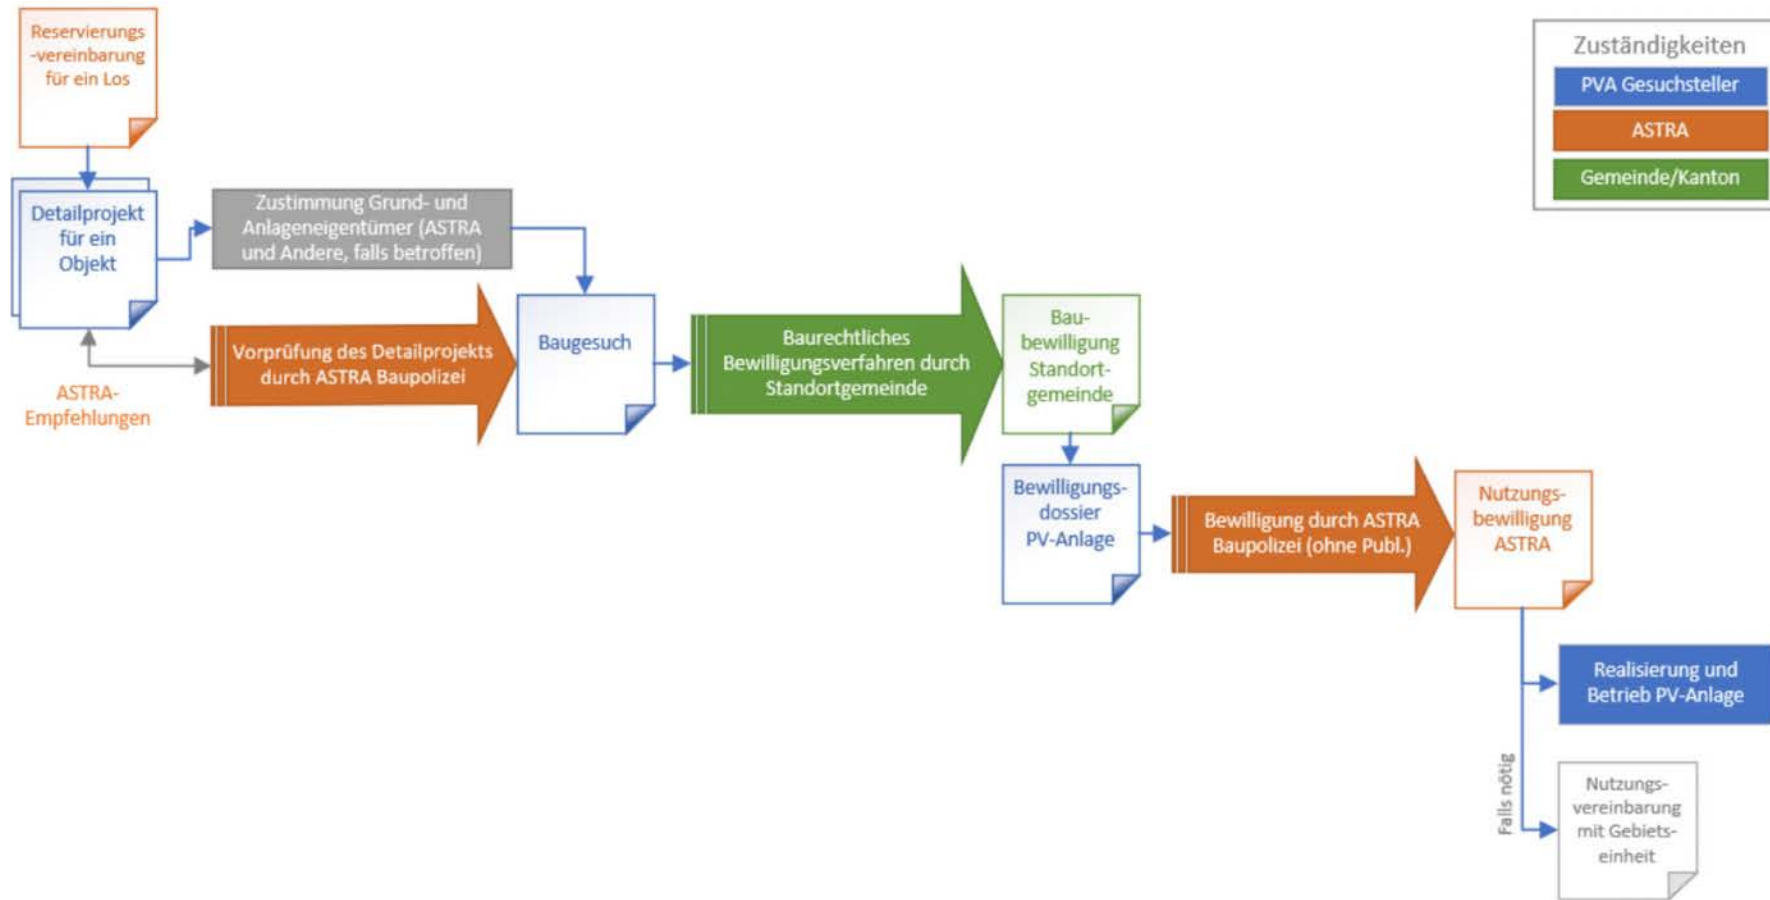 Reservierungs
-vereinbarung
für ein Los
Zuständigkeiten
PVA Gesuchsteller
ASTRA
Gemeinde/Kanton
Detailprojekt
für ein
Objekt
Zustimmung Grund- und
Anlageneigentümer (ASTRA
und Andere, falls betroffen)
ASTRA-
Empfehlungen
Vorprüfung des Detailprojekts
durch ASTRA Baupolizei
Baugesuch
Baurechtliches
Bewilligungsverfahren durch
Standortgemeinde
Bau-
bewilligung
Standort-
gemeinde
Bewilligungs-
dossier
PV-Anlage
Bewilligung durch ASTRA
Baupolizei (ohne Publ.)
Nutzungs-
bewilligung
ASTRA
Realisierung und
Betrieb PV-Anlage
Falls nötig
Nutzungs-
vereinbarung
mit Gebiets-
einheit